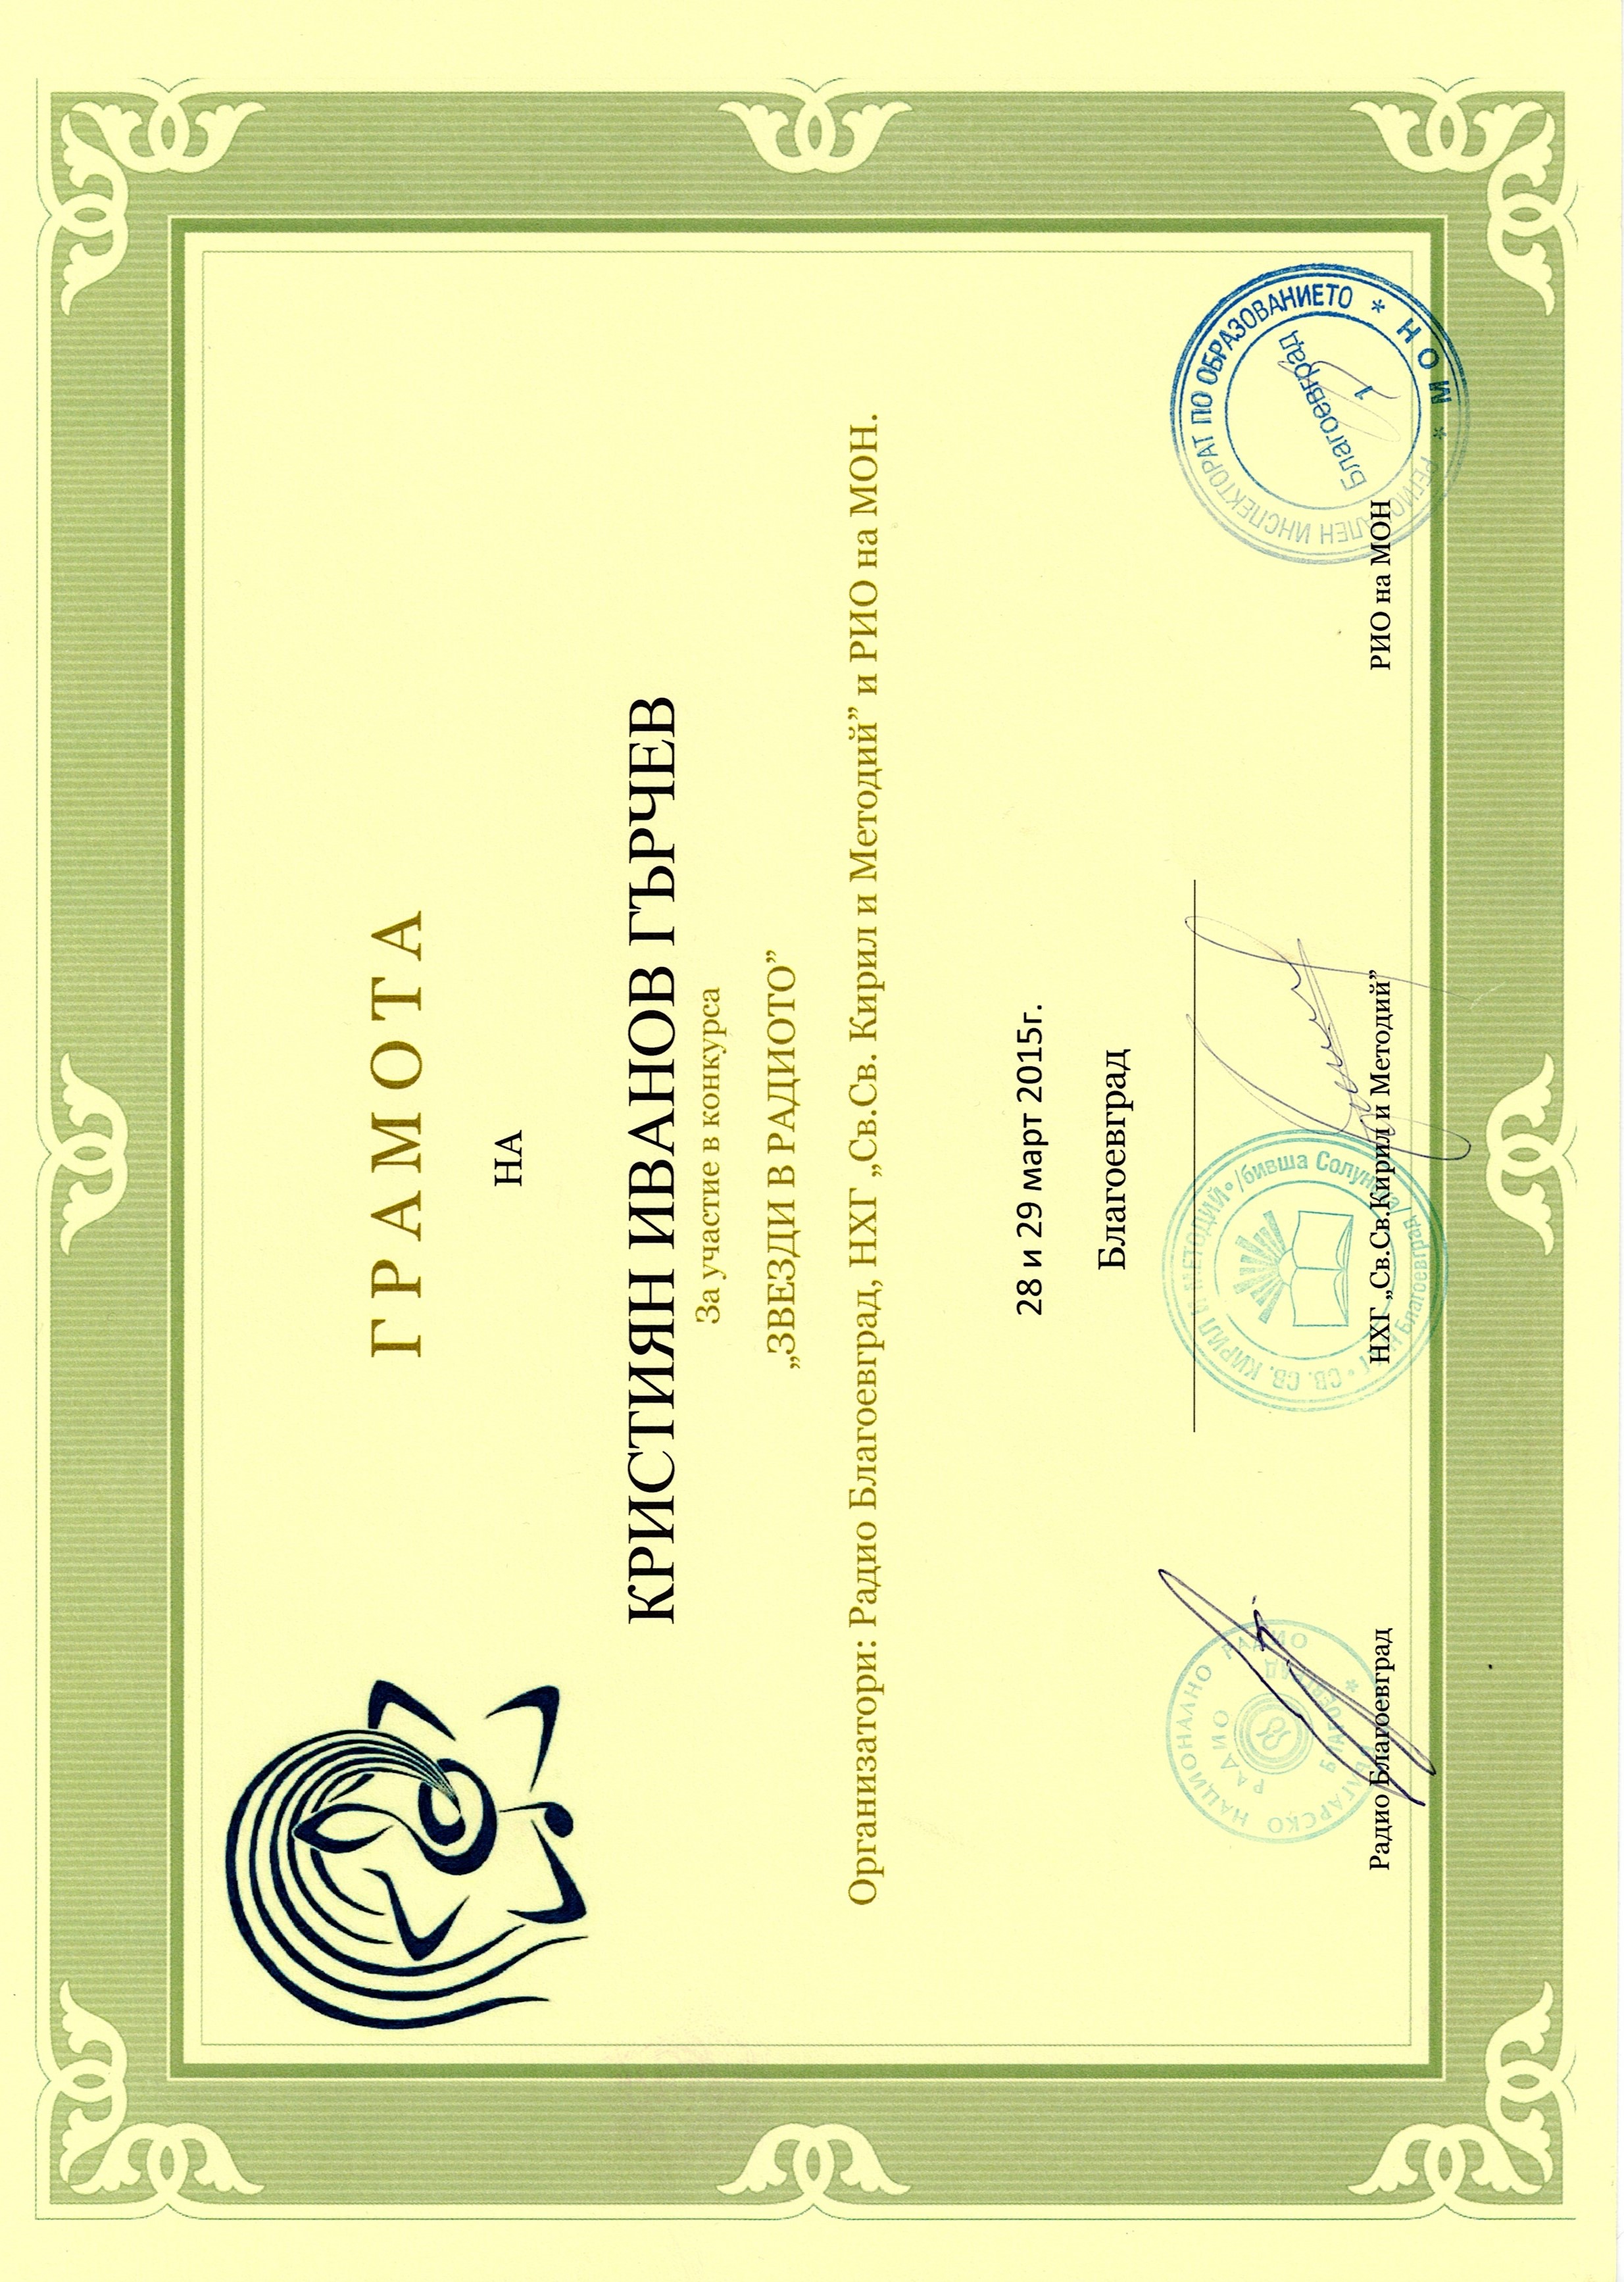 ГРАМОТА
НА
КРИСТИЯН ИВАНОВ ГЪРЧЕВ
За участие в конкурса
„ЗВЕЗДИ В РАДИОТО”
Организатори: Радио Благоевград, НХГ „Св.Св. Кирил и Методий” и РИО на МОН.
28 и 29 март 2015г.
Благоевград
БЪЛГАРСКО НАЦИОНАЛНО РАДИО *
РАДИО
БЛАГОЕВГРАД
Радио Благоевград
"СВ. СВ. КИРИЛ И МЕТОДИЙ" /бивша Солунска/
Благоевград
НХГ „Св.Св.Кирил и Методий”
РЕГИОНАЛЕН ИНСПЕКТОРАТ ПО ОБРАЗОВАНИЕТО
* МОН *
Благоевград
1
РИО на МОН